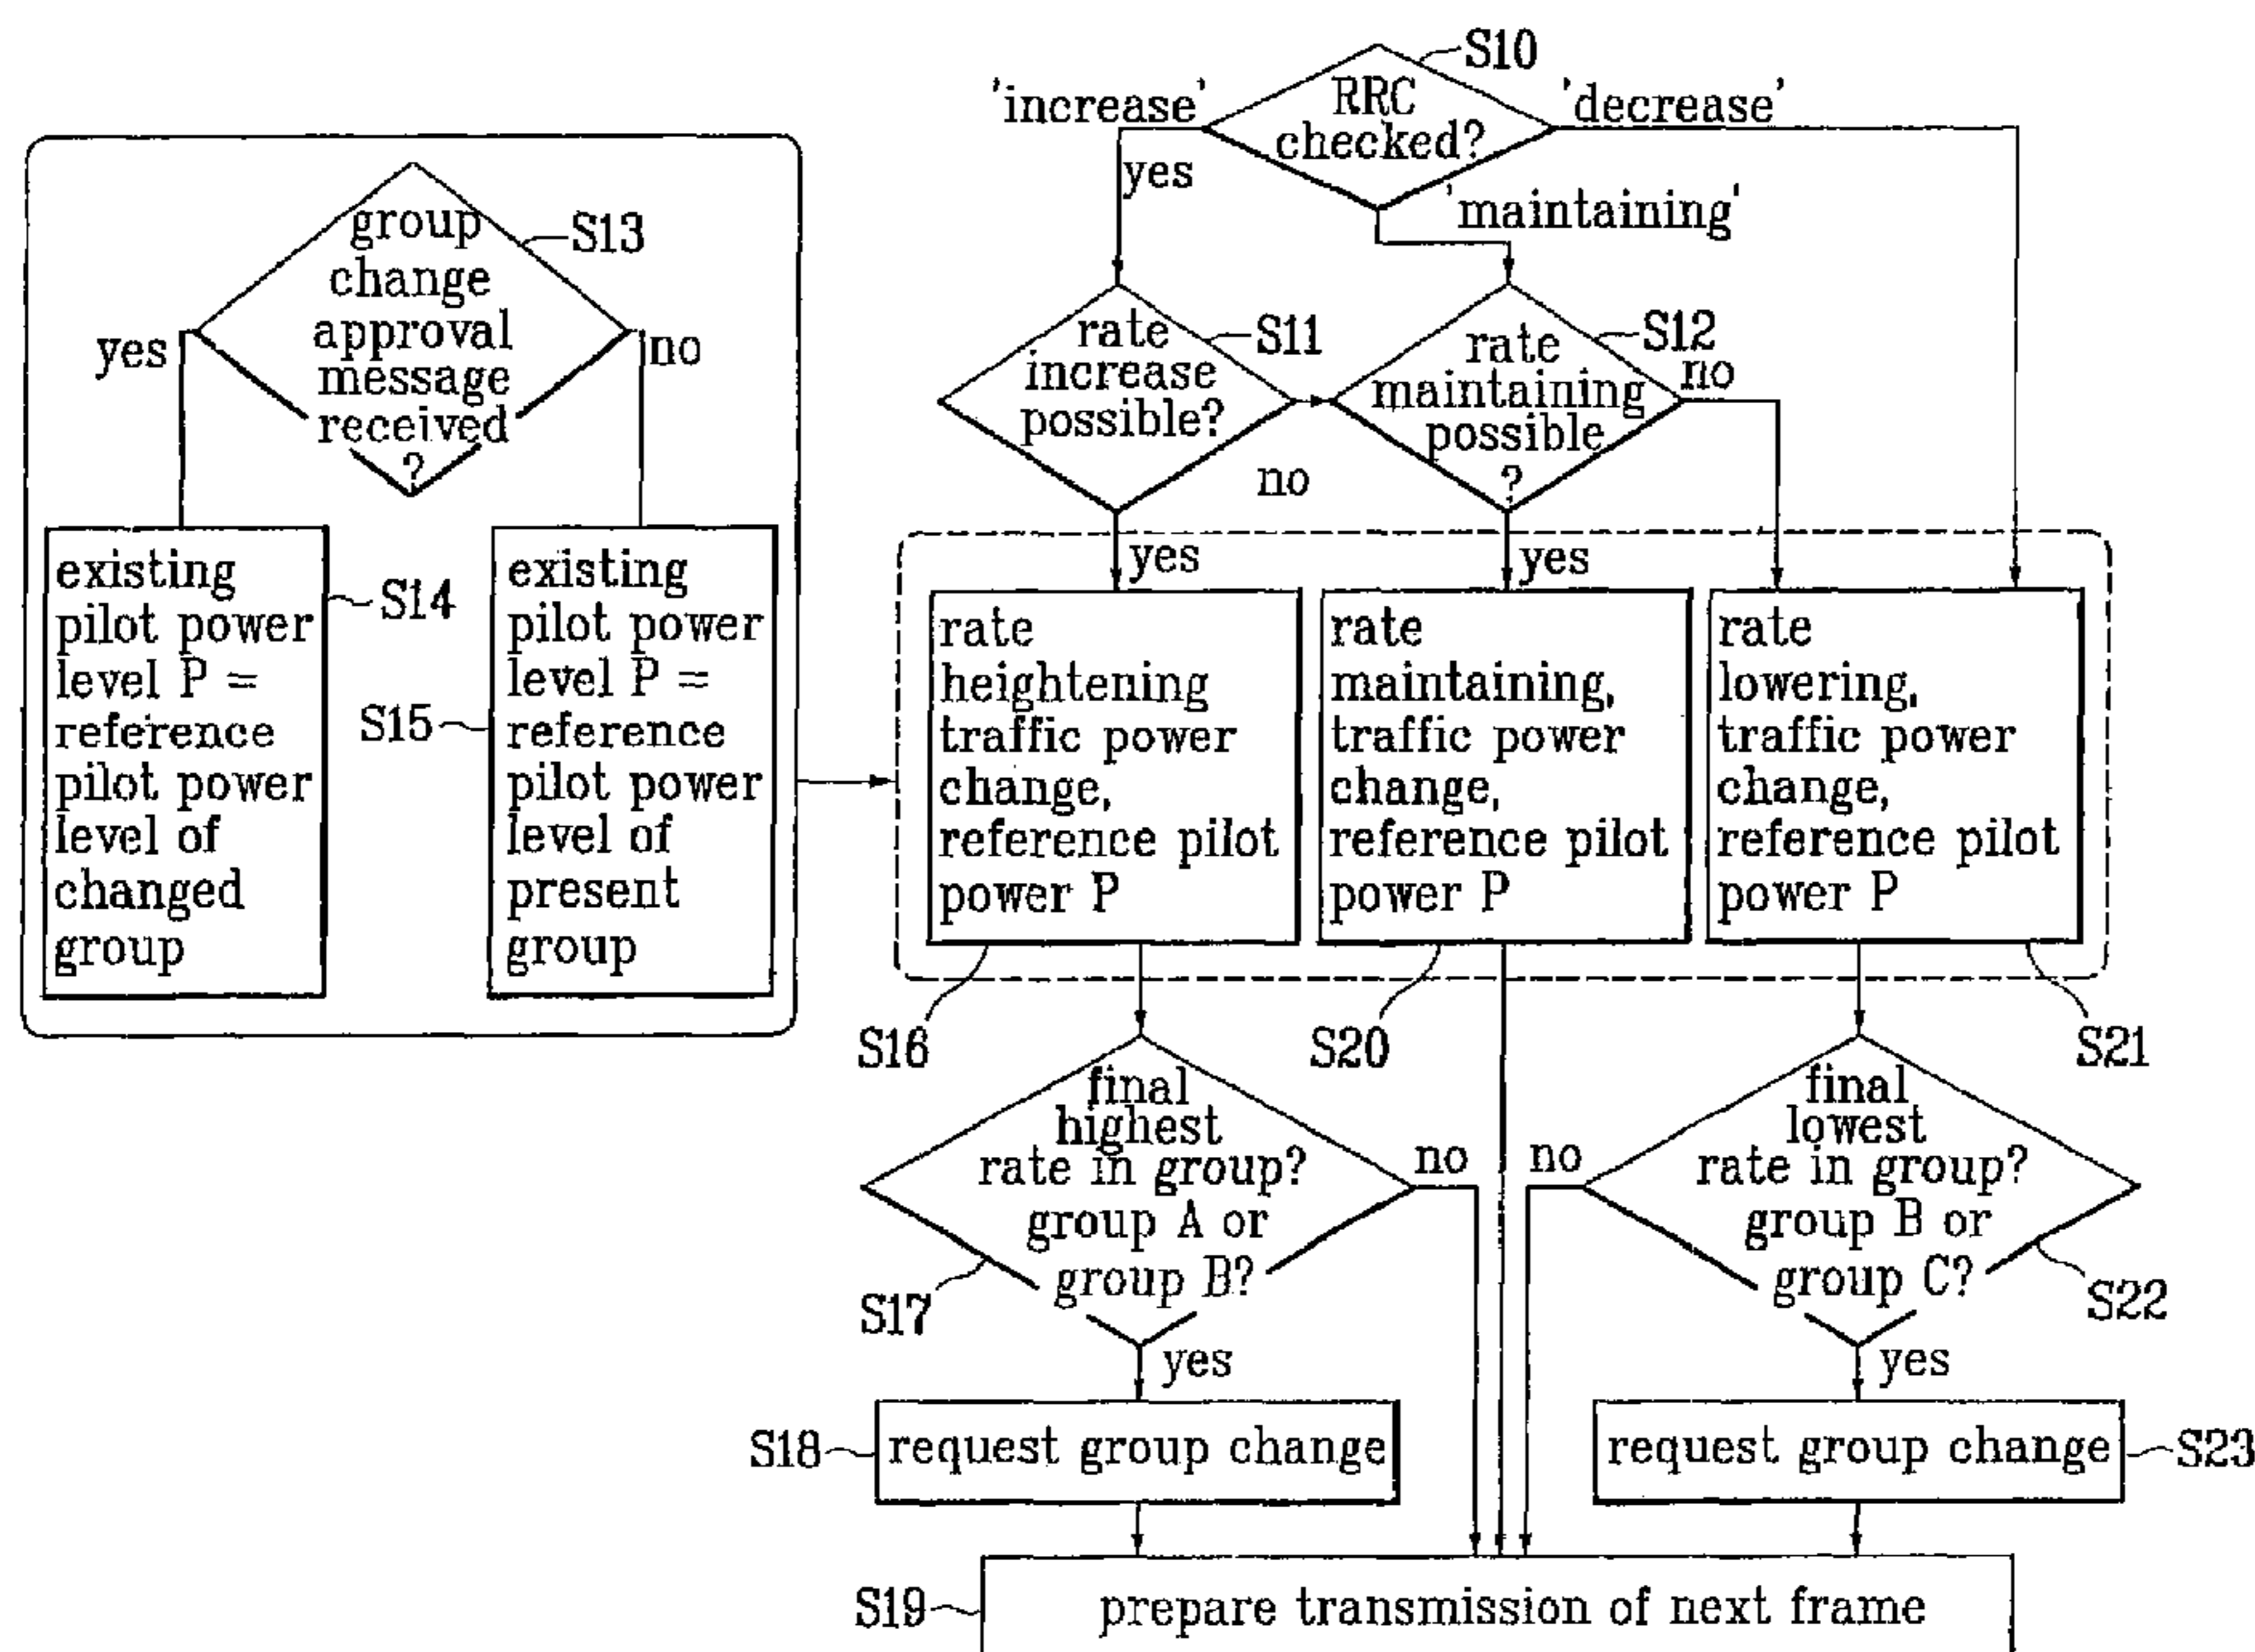 S10
RRC
checked?
'increase'
'decrease'
yes
'maintaining'
group
change
approval
message
received
?
S13
yes
no
rate
increase
possible?
S11
rate
maintaining
possible
?
S12
no
no
yes
yes
existing
pilot power
level P =
reference
pilot power
level of
changed
group
S14
existing
pilot power
level P =
reference
pilot power
level of
present
group
S15
rate
heightening
traffic power
change,
reference pilot
power P
rate
maintaining,
traffic power
change,
reference pilot
power P
rate
lowering,
traffic power
change,
reference pilot
power P
S16
S20
S21
final
highest
rate in group?
group A or
group B?
S17
no
no
final
lowest
rate in group?
group B or
group C?
S22
yes
yes
S18
request group change
request group change
S23
S19
prepare transmission of next frame